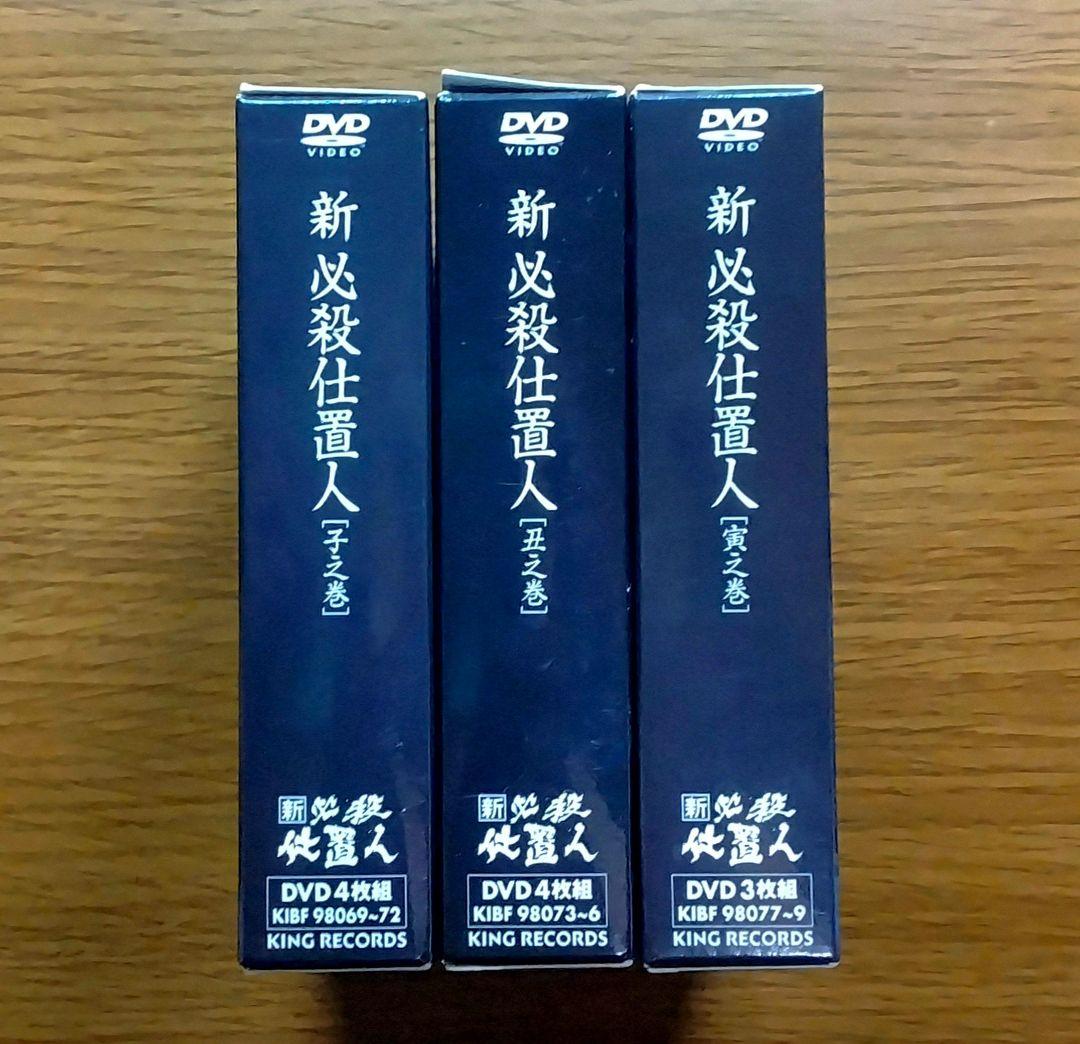 DVD
VIDEO
新 必殺仕置人
[子之巻]
新 必殺
仕置人
DVD 4枚組
KIBF 98069~72
KING RECORDS
DVD
VIDEO
新 必殺仕置人
[丑之巻]
新 必殺
仕置人
DVD 4枚組
KIBF 98073~6
KING RECORDS
DVD
VIDEO
新 必殺仕置人
[寅之巻]
新 必殺
仕置人
DVD 3枚組
KIBF 98077~9
KING RECORDS